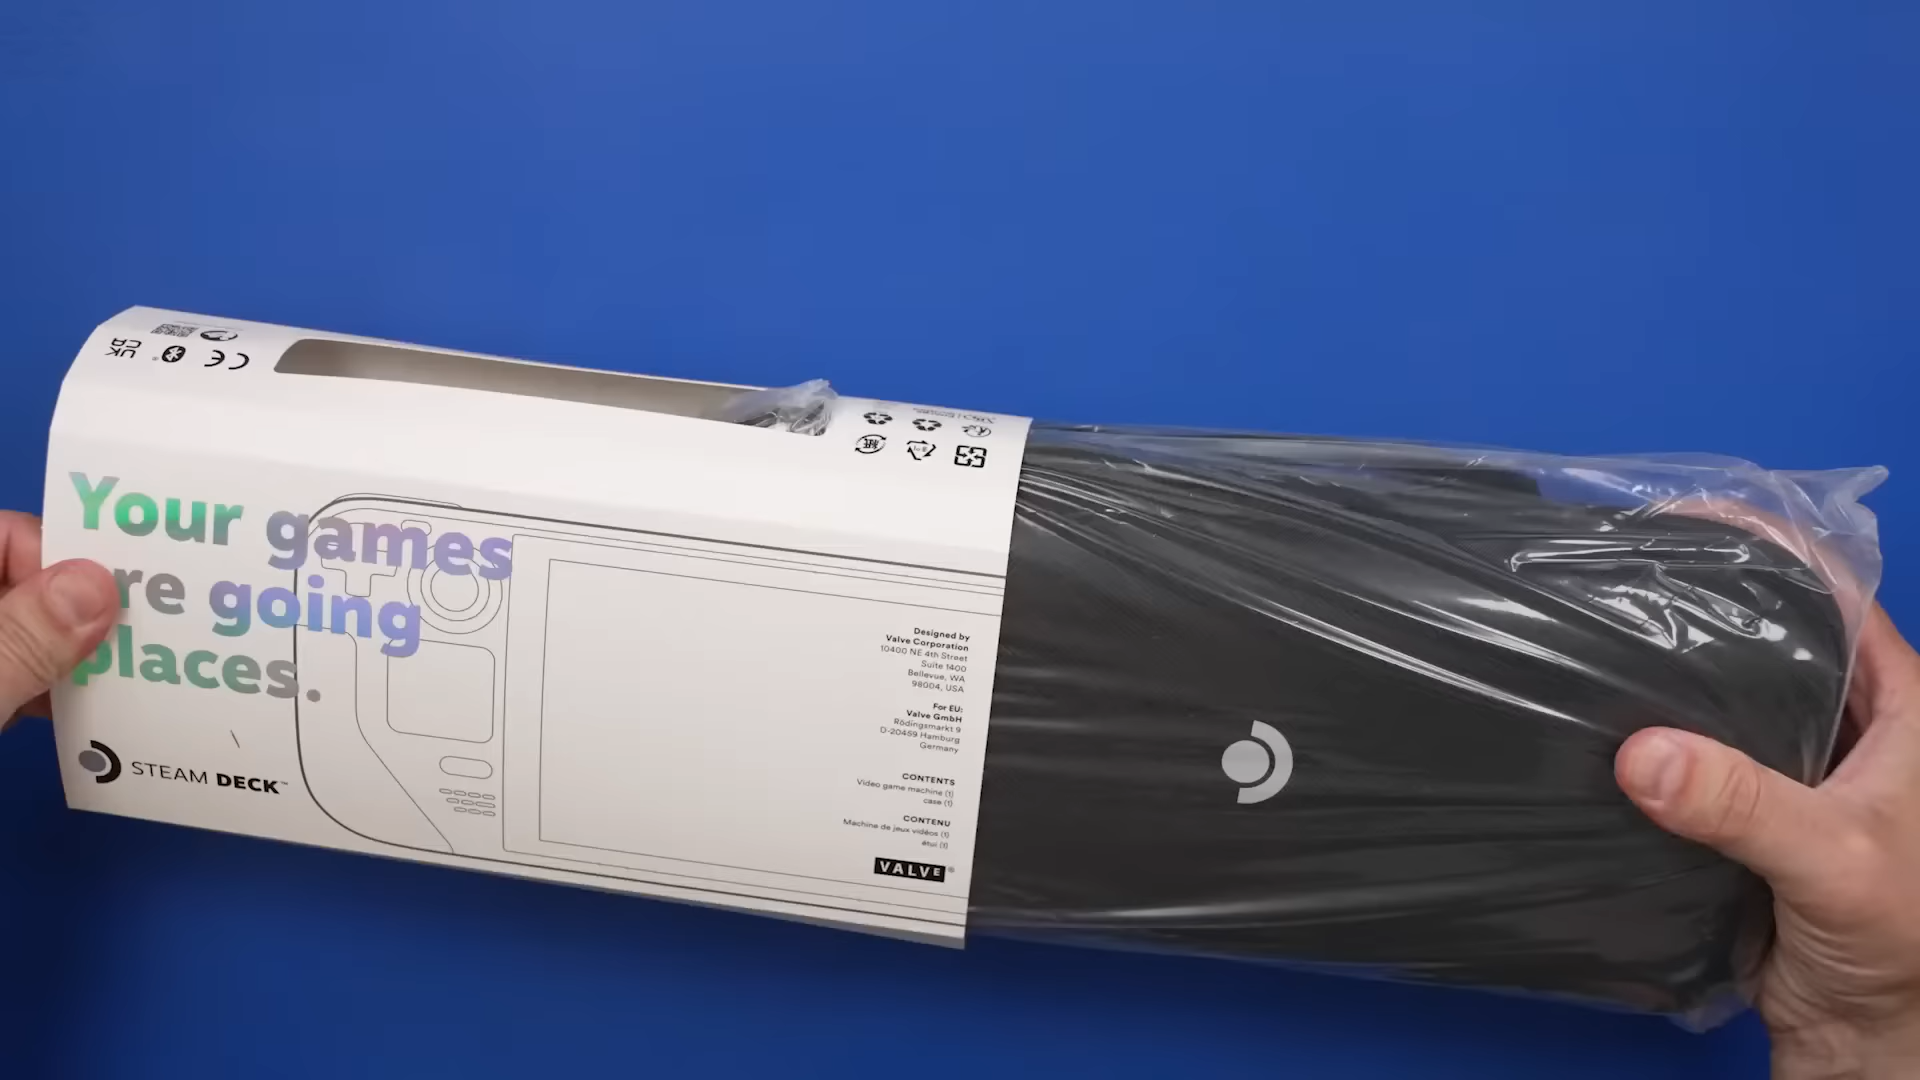 UK
CA
CE
Your games
are going
places.
STEAM DECK™
Designed by
Valve Corporation
10400 NE 4th Street
Suite 1400
Bellevue, WA
98004, USA
For EU:
Valve GmbH
Rödingsmarkt 9
D-20459 Hamburg
Germany
CONTENTS
Video game machine (1)
case (1)
CONTENU
Machine de jeux vidéos (1)
étui (1)
VALVE®